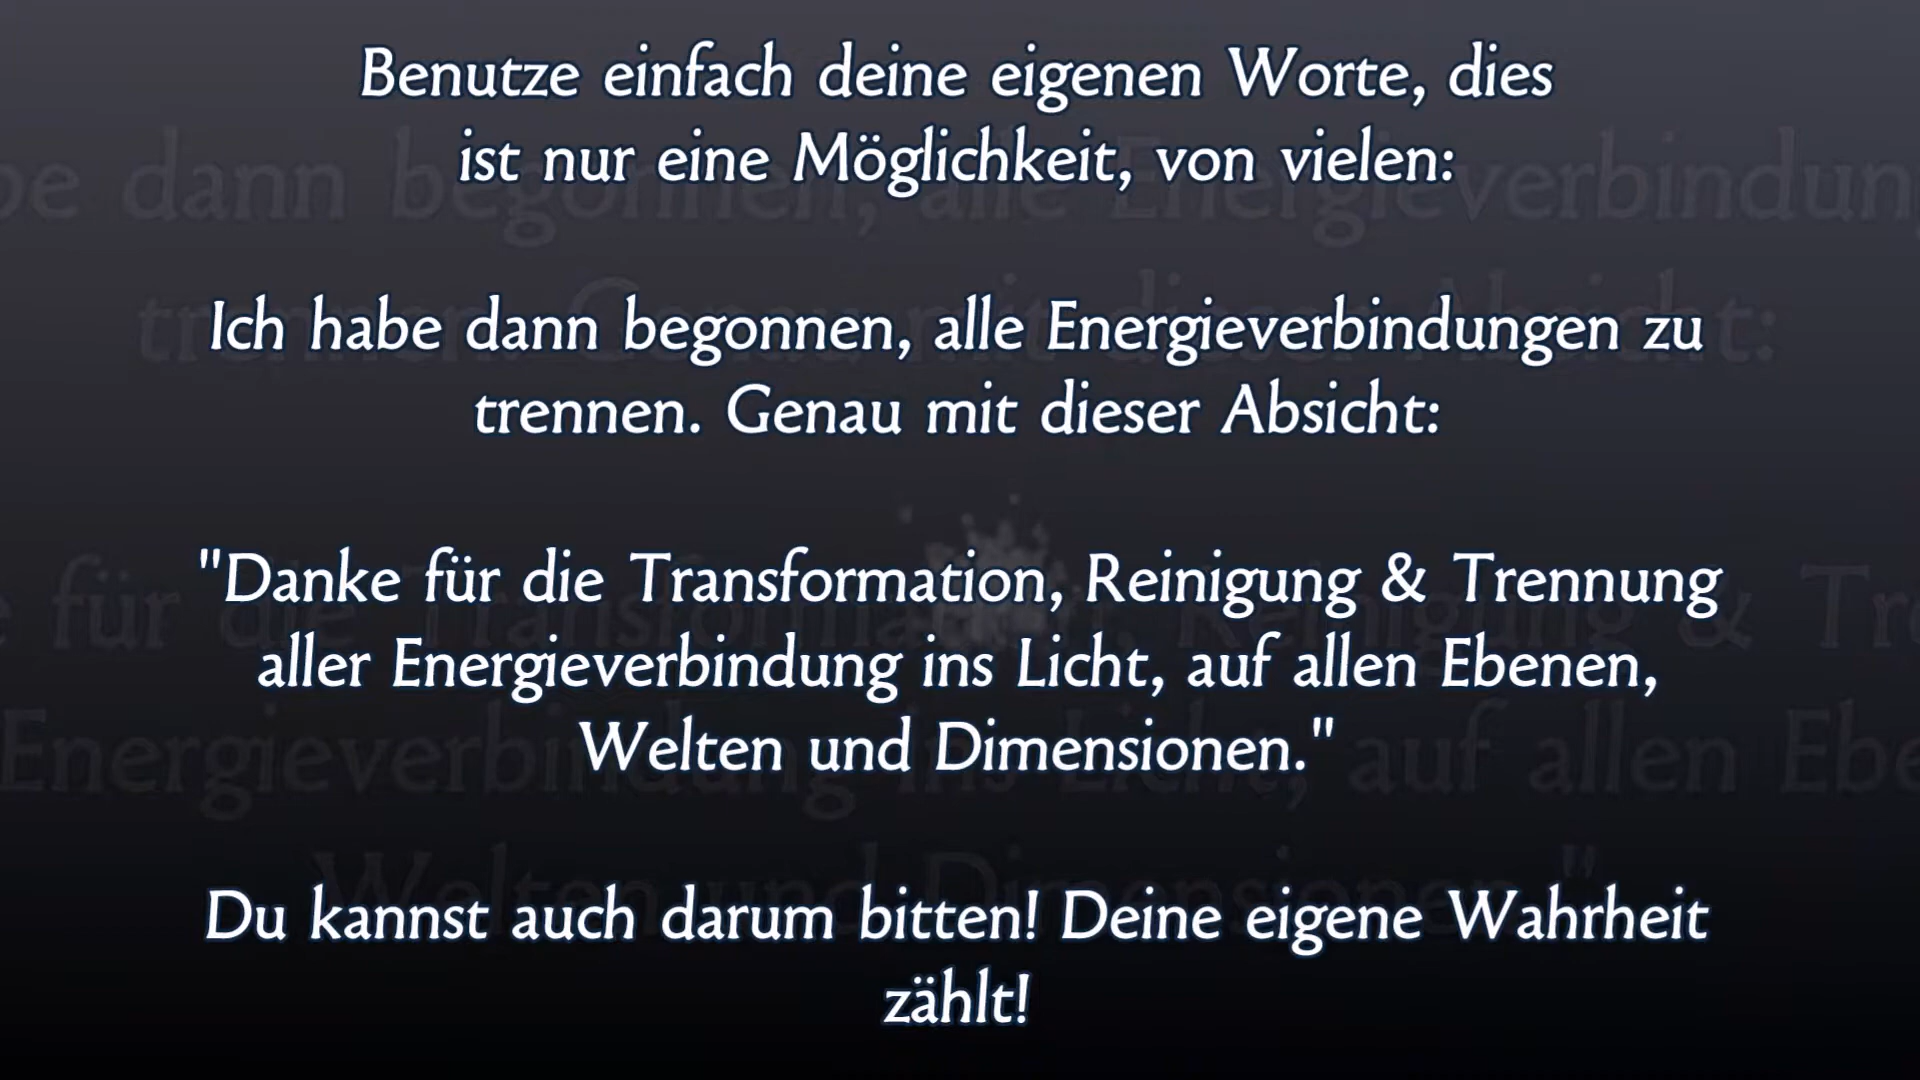 Benutze einfach deine eigenen Worte, dies
ist nur eine Möglichkeit, von vielen:
Ich habe dann begonnen, alle Energieverbindungen zu
trennen. Genau mit dieser Absicht:
"Danke für die Transformation, Reinigung & Trennung
aller Energieverbindung ins Licht, auf allen Ebenen,
Welten und Dimensionen."
Du kannst auch darum bitten! Deine eigene Wahrheit
zählt!